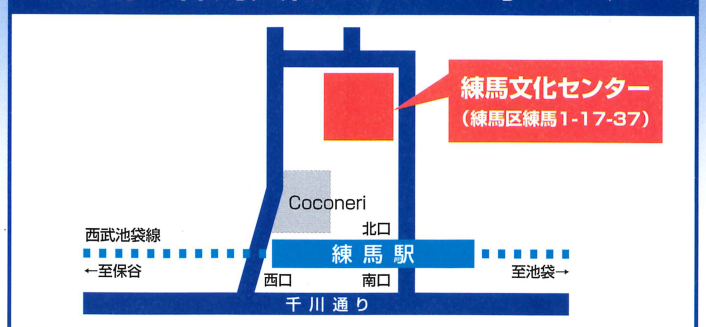 練馬文化センター
(練馬区練馬1-17-37)
Coconeri
北口
西武池袋線
練馬駅
←至保谷
西口
南口
至池袋→
千川通り